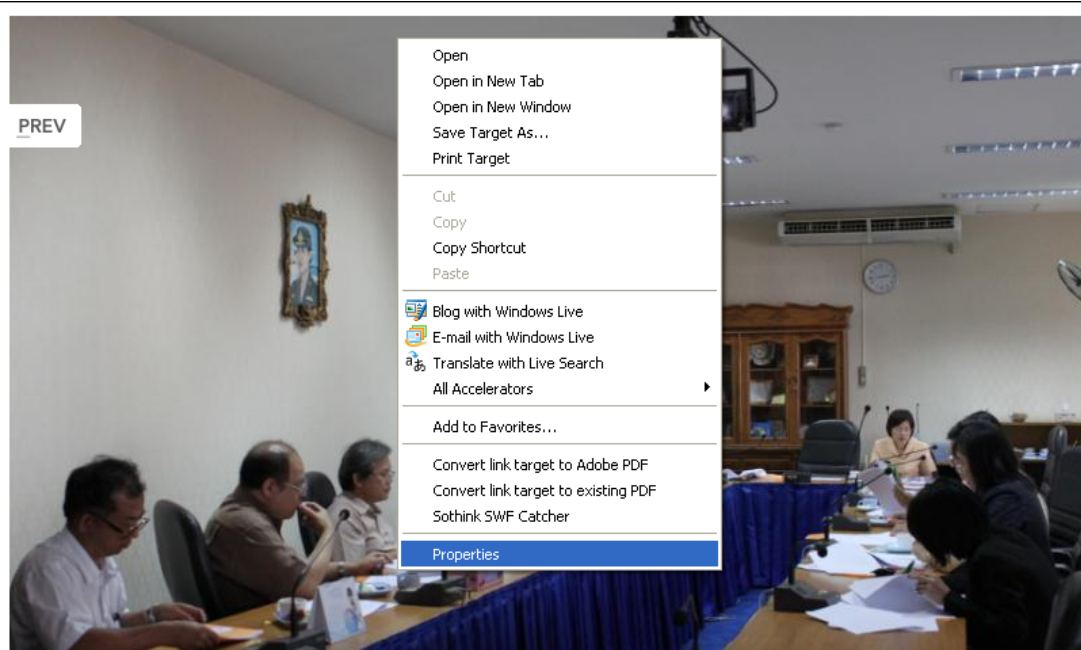 PREV
Open
Open in New Tab
Open in New Window
Save Target As...
Print Target
Cut
Copy
Copy Shortcut
Paste
Blog with Windows Live
E-mail with Windows Live
Translate with Live Search
All Accelerators
Add to Favorites...
Convert link target to Adobe PDF
Convert link target to existing PDF
Sothink SWF Catcher
Properties